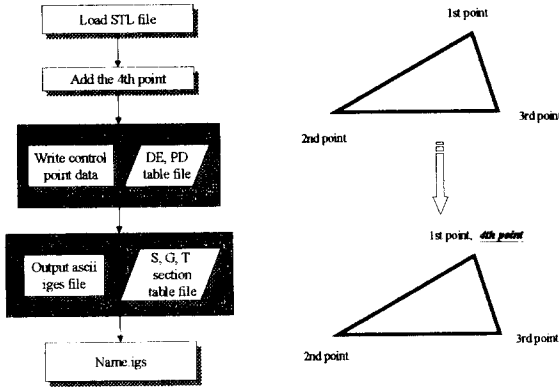 Load STL file
Add the 4th point
Write control
point data
DE, PD
table file
Output ascii
iges file
S, G, T
section
table file
Name.igs
1st point
2nd point
3rd point
1st point, 4th point
2nd point
3rd point